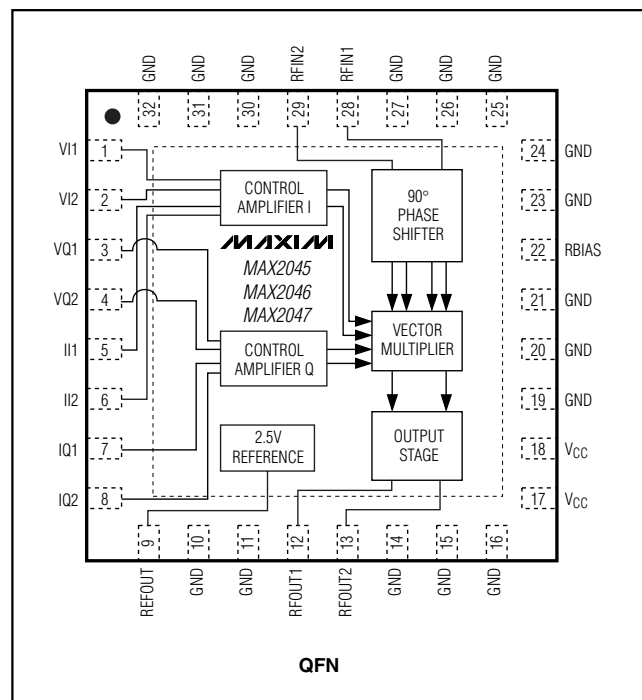 GND
GND
GND
RFIN2
RFIN1
GND
GND
GND
32
31
30
29
28
27
26
25
VI1
1
VI2
2
VQ1
3
VQ2
4
II1
5
II2
6
IQ1
7
IQ2
8
24
GND
23
GND
22
RBIAS
21
GND
20
GND
19
GND
18
VCC
17
VCC
CONTROL
AMPLIFIER I
90°
PHASE
SHIFTER
MAXIM
MAX2045
MAX2046
MAX2047
VECTOR
MULTIPLIER
CONTROL
AMPLIFIER Q
2.5V
REFERENCE
OUTPUT
STAGE
9
10
11
12
13
14
15
16
REFOUT
GND
GND
RFOUT1
RFOUT2
GND
GND
GND
QFN